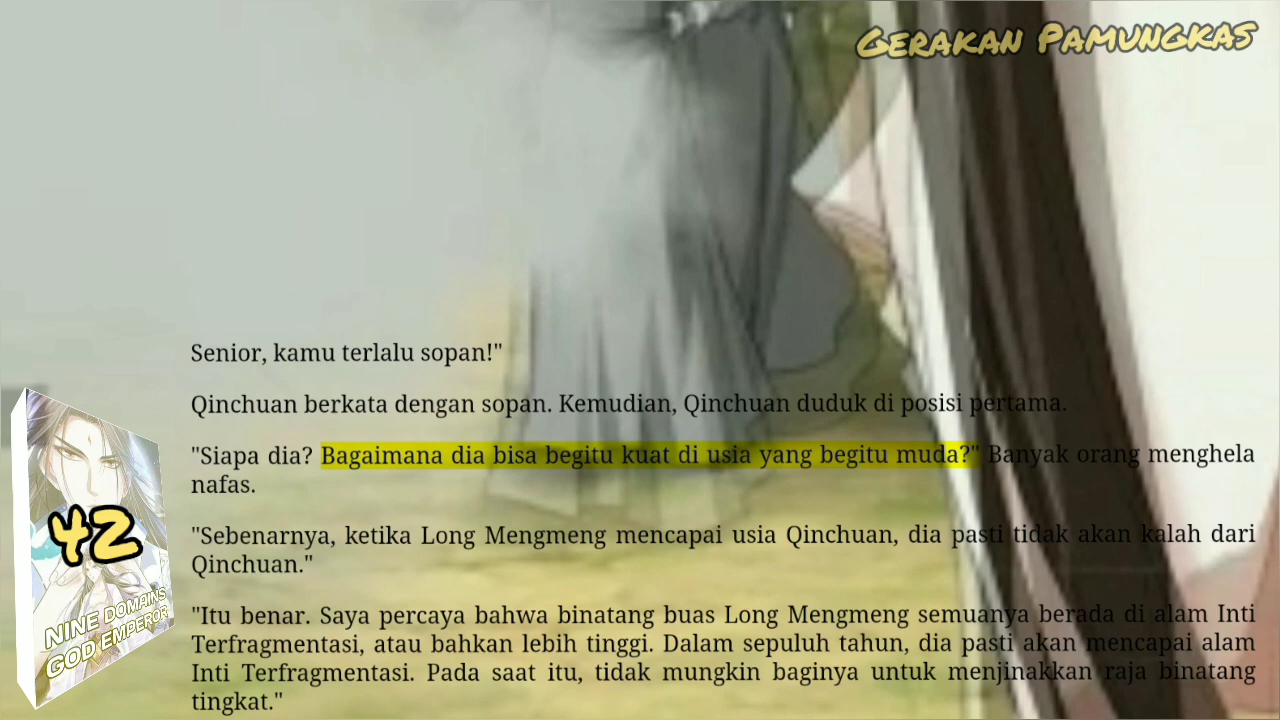 Gerakan Pamungkas
Senior, kamu terlalu sopan!"
Qinchuan berkata dengan sopan. Kemudian, Qinchuan duduk di posisi pertama.
"Siapa dia? Bagaimana dia bisa begitu kuat di usia yang begitu muda?" Banyak orang menghela
nafas.
"Sebenarnya, ketika Long Mengmeng mencapai usia Qinchuan, dia pasti tidak akan kalah dari
Qinchuan."
"Itu benar. Saya percaya bahwa binatang buas Long Mengmeng semuanya berada di alam Inti
Terfragmentasi, atau bahkan lebih tinggi. Dalam sepuluh tahun, dia pasti akan mencapai alam
Inti Terfragmentasi. Pada saat itu, tidak mungkin baginya untuk menjinakkan raja binatang
tingkat."
42
NINE DOMAINS
GOD EMPEROR